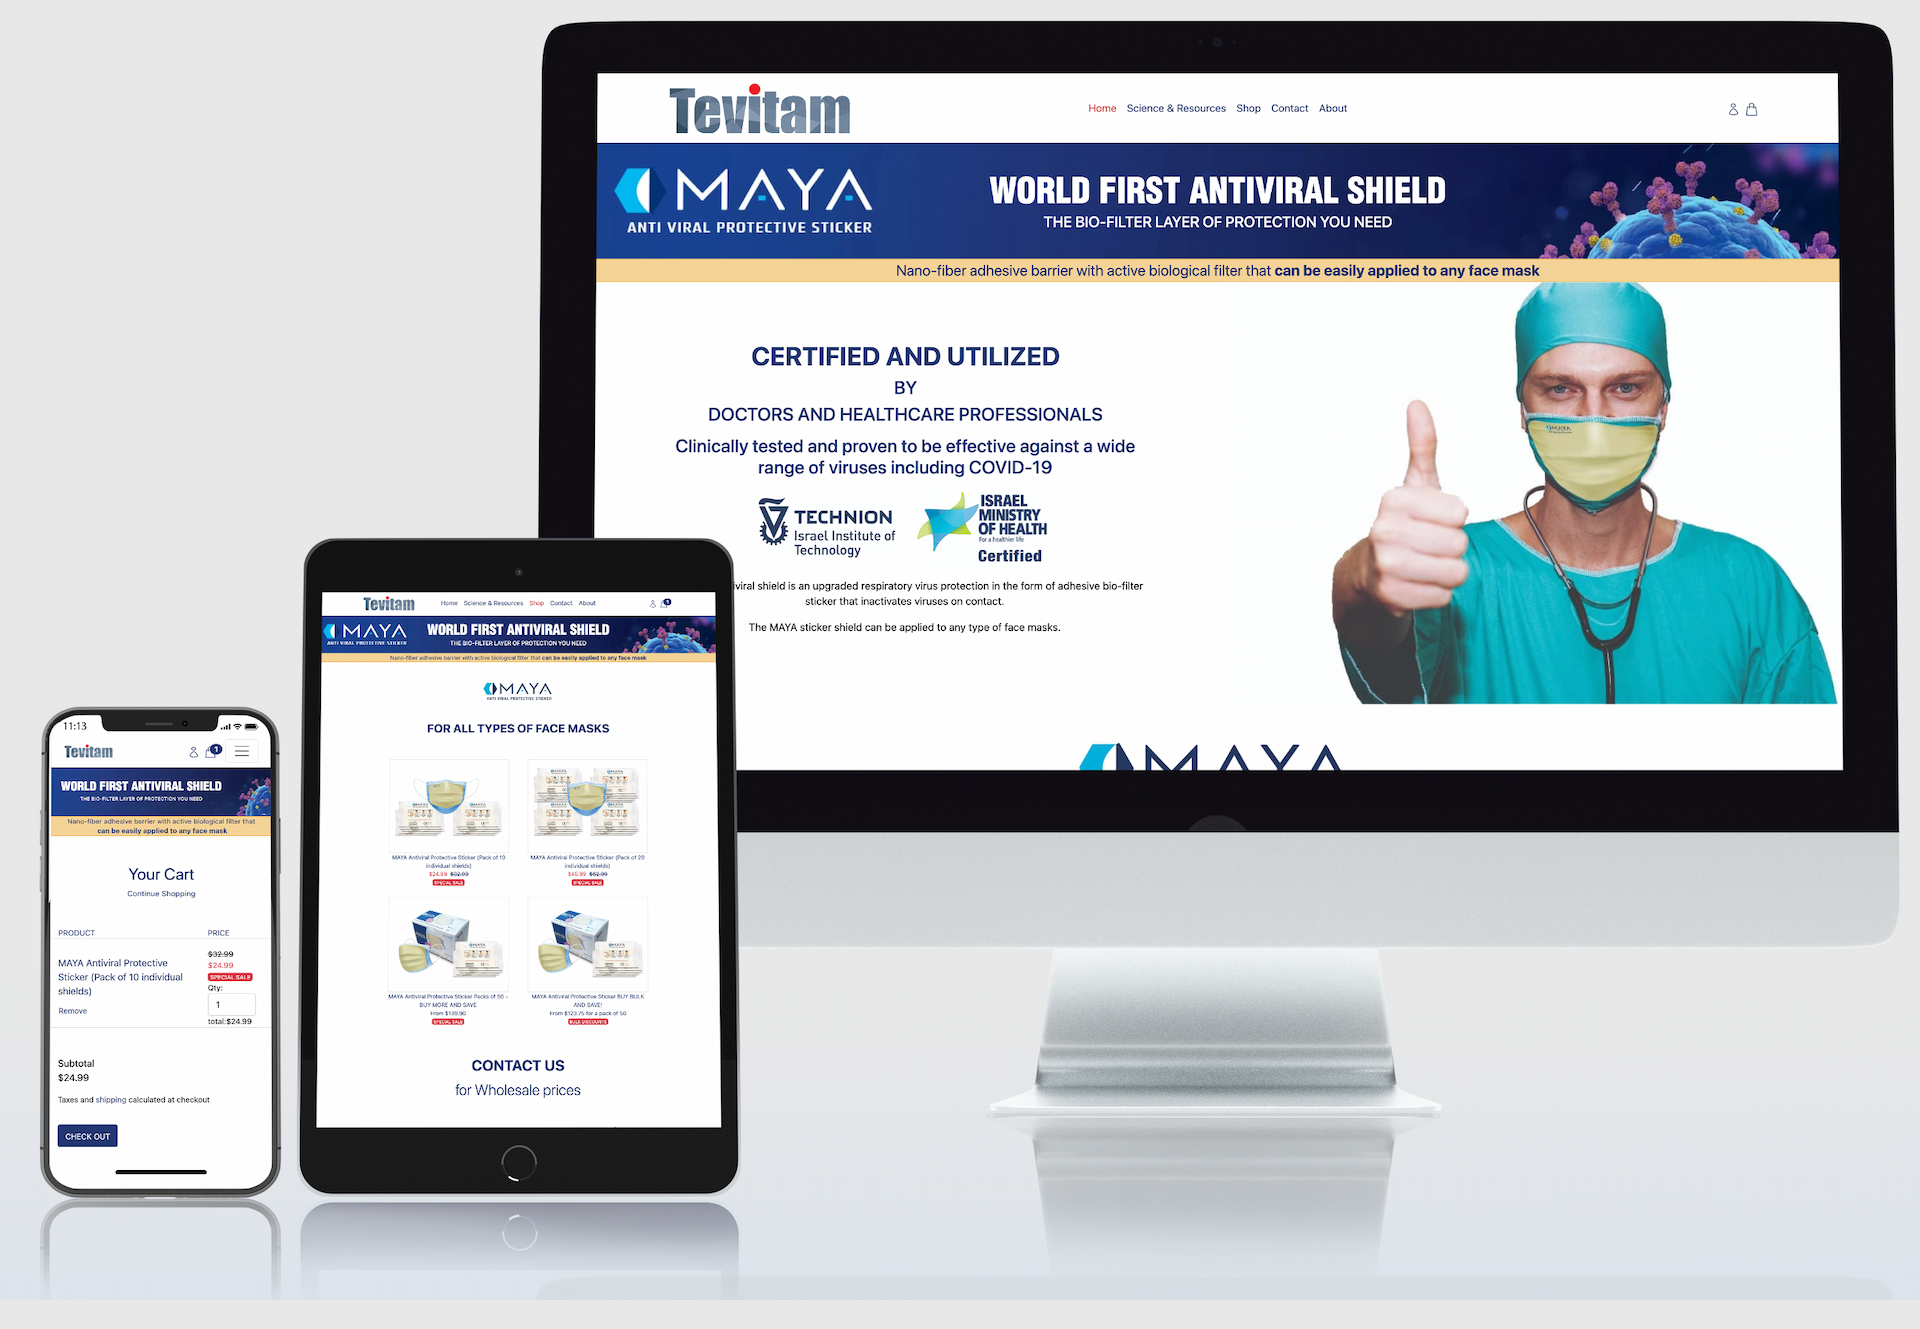 Tevitam
Home Science & Resources Shop Contact About
MAYA
ANTI VIRAL PROTECTIVE STICKER
WORLD FIRST ANTIVIRAL SHIELD
THE BIO-FILTER LAYER OF PROTECTION YOU NEED
Nano-fiber adhesive barrier with active biological filter that can be easily applied to any face mask
CERTIFIED AND UTILIZED
BY
DOCTORS AND HEALTHCARE PROFESSIONALS
Clinically tested and proven to be effective against a wide
range of viruses including COVID-19
TECHNION
Israel Institute of
Technology
ISRAEL
MINISTRY
OF HEALTH
For a healthier life
Certified
viral shield is an upgraded respiratory virus protection in the form of adhesive bio-filter
sticker that inactivates viruses on contact.
The MAYA sticker shield can be applied to any type of face masks.
MAYA
MAYA
Tevitam
Home Science & Resources Shop Contact About
1
MAYA
ANTI VIRAL PROTECTIVE STICKER
WORLD FIRST ANTIVIRAL SHIELD
THE BIO-FILTER LAYER OF PROTECTION YOU NEED
Nano-fiber adhesive barrier with active biological filter that can be easily applied to any face mask
MAYA
ANTI VIRAL PROTECTIVE STICKER
FOR ALL TYPES OF FACE MASKS
MAYA Antiviral Protective Sticker (Pack of 10
individual shields)
$24.99 $32.99
SPECIAL SALE
MAYA Antiviral Protective Sticker (Pack of 20
individual shields)
$45.99 $62.99
SPECIAL SALE
MAYA Antiviral Protective Sticker Packs of 50 -
BUY MORE AND SAVE
From $139.90
SPECIAL SALE
MAYA Antiviral Protective Sticker BUY BULK
AND SAVE!
From $123.75 for a pack of 50
BULK DISCOUNTS
CONTACT US
for Wholesale prices
11:13
Tevitam
1
WORLD FIRST ANTIVIRAL SHIELD
THE BIO-FILTER LAYER OF PROTECTION YOU NEED
Nano-fiber adhesive barrier with active biological filter that
can be easily applied to any face mask
Your Cart
Continue Shopping
PRODUCT PRICE
MAYA Antiviral Protective
Sticker (Pack of 10 individual
shields)
Remove
$32.99
$24.99
SPECIAL SALE
Qty:
1
total:$24.99
Subtotal
$24.99
Taxes and shipping calculated at checkout
CHECK OUT